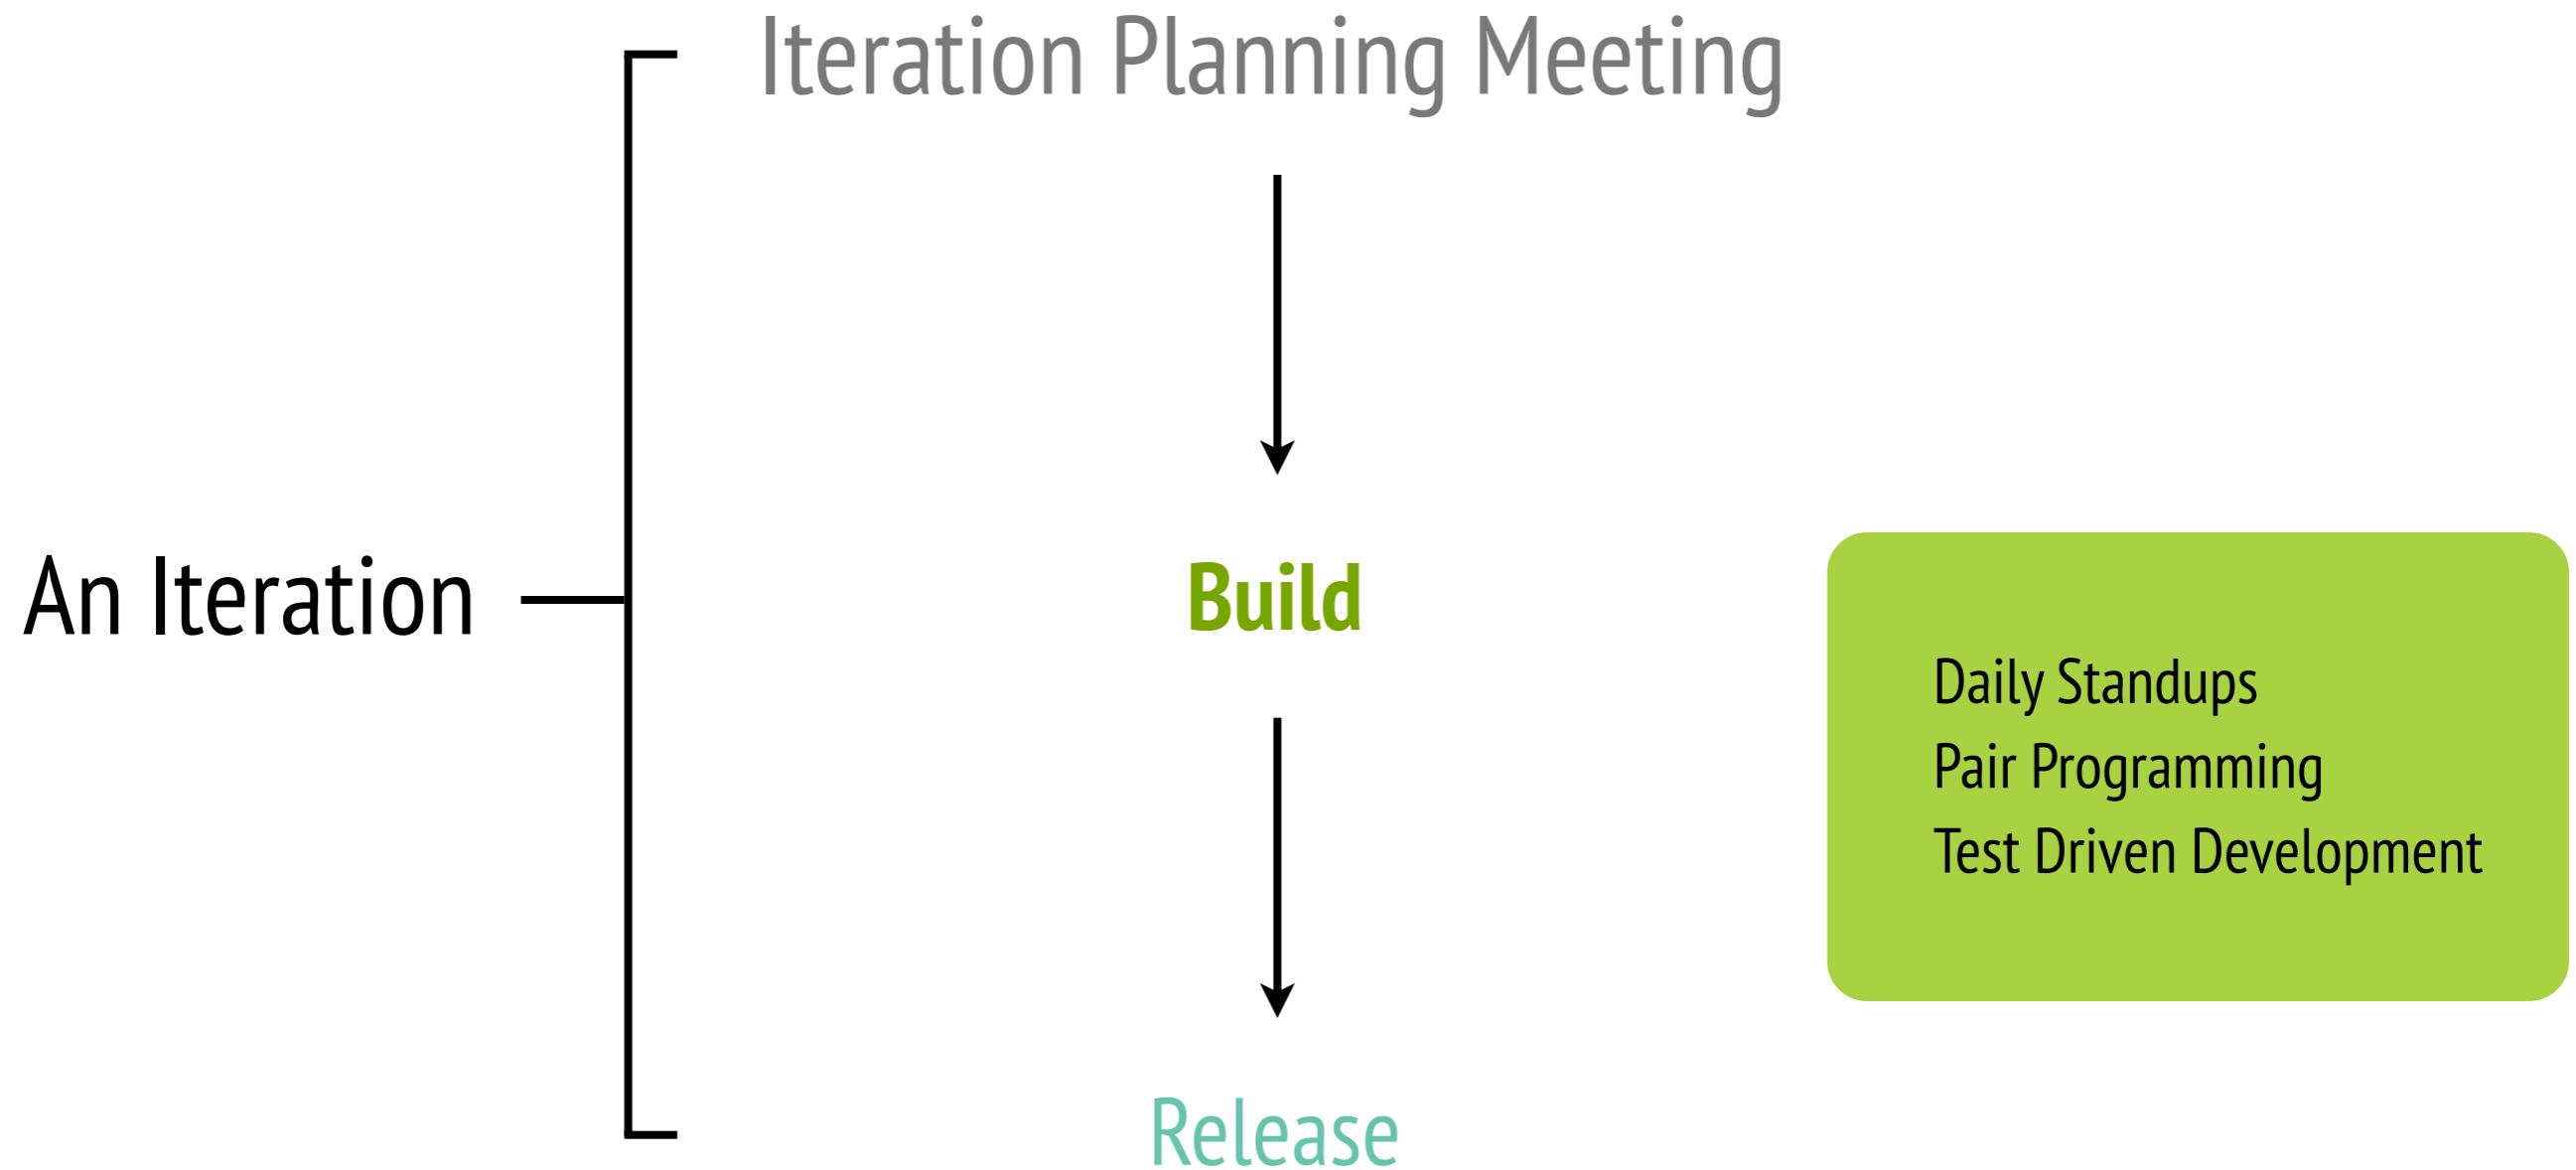 Iteration Planning Meeting
An Iteration
Build
Daily Standups
Pair Programming
Test Driven Development
Release